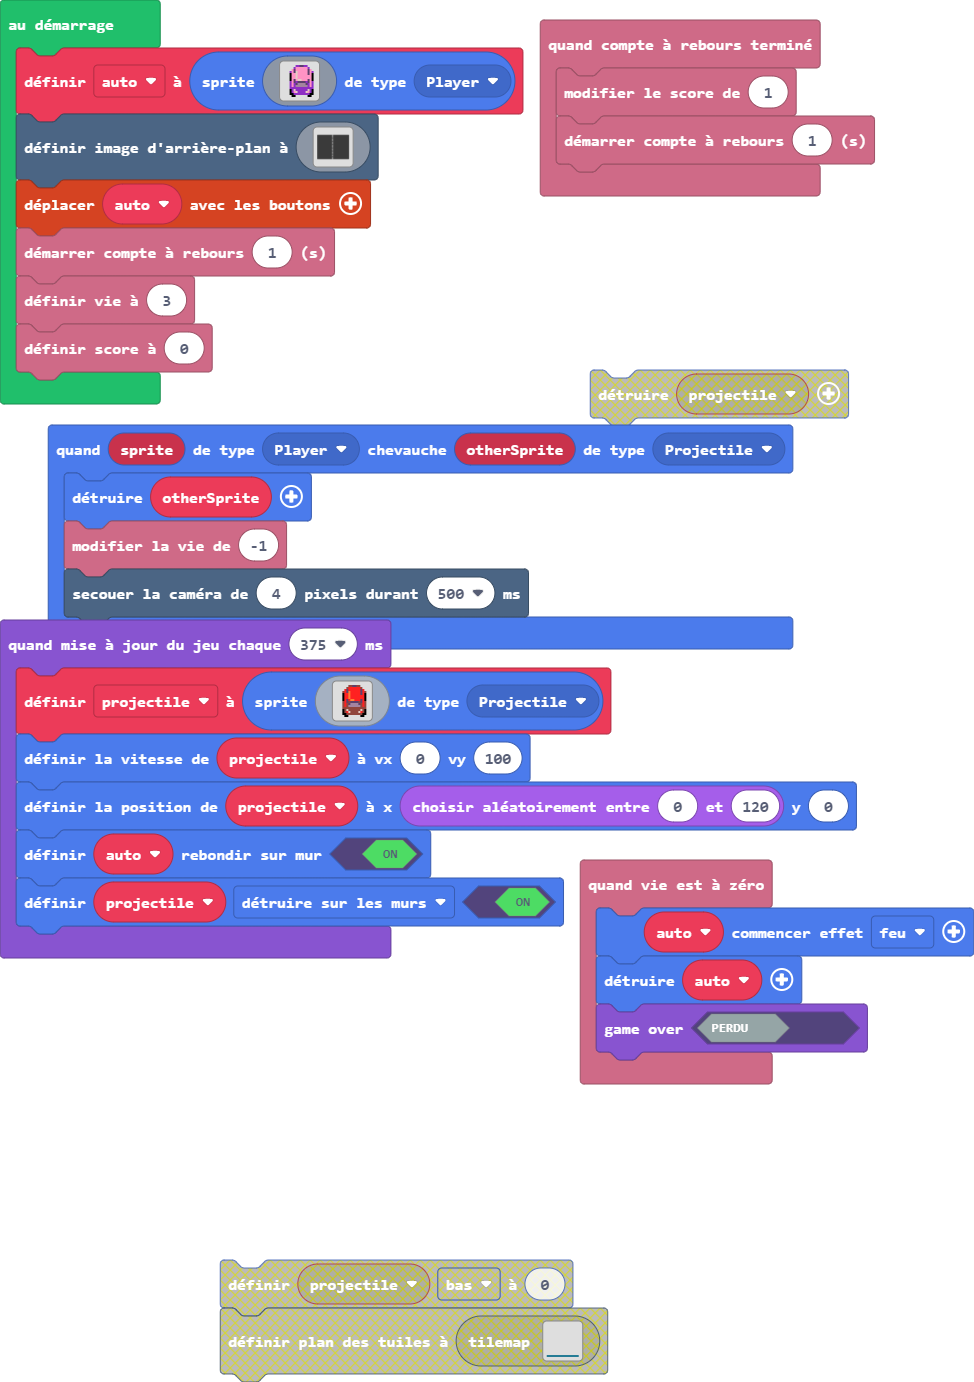 au démarrage
définir auto à sprite de type Player
définir image d'arrière-plan à
déplacer auto avec les boutons
démarrer compte à rebours 1 (s)
définir vie à 3
définir score à 0
quand compte à rebours terminé
modifier le score de 1
démarrer compte à rebours 1 (s)
détruire projectile
quand sprite de type Player chevauche otherSprite de type Projectile
détruire otherSprite
modifier la vie de -1
secouer la caméra de 4 pixels durant 500 ms
quand mise à jour du jeu chaque 375 ms
définir projectile à sprite de type Projectile
définir la vitesse de projectile à vx 0 vy 100
définir la position de projectile à x choisir aléatoirement entre 0 et 120 y 0
définir auto rebondir sur mur ON
définir projectile détruire sur les murs ON
quand vie est à zéro
auto commencer effet feu
détruire auto
game over PERDU
définir projectile bas à 0
définir plan des tuiles à tilemap